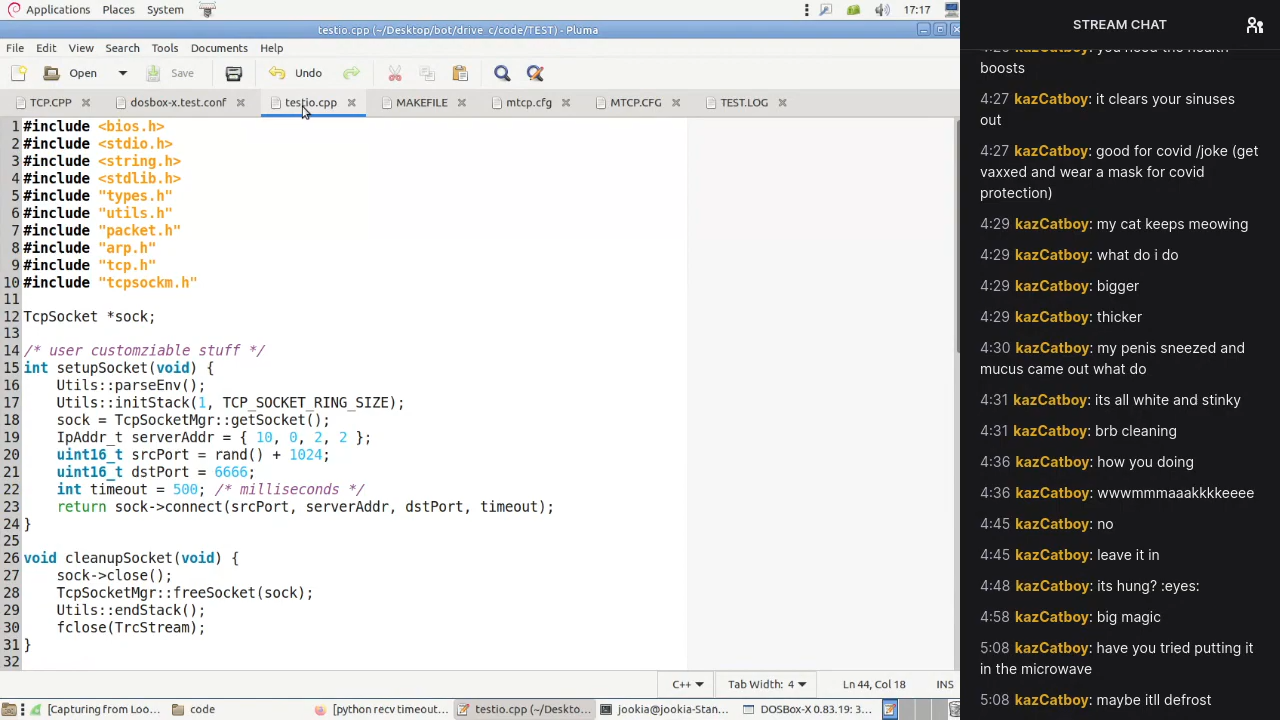 Applications Places System 17:17
testio.cpp (~/Desktop/bot/drive_c/code/TEST) - Pluma
File Edit View Search Tools Documents Help
Open Save Undo
TCP.CPP dosbox-x.test.conf testio.cpp MAKEFILE mtcp.cfg MTCP.CFG TEST.LOG
1 #include <bios.h>
2 #include <stdio.h>
3 #include <string.h>
4 #include <stdlib.h>
5 #include "types.h"
6 #include "utils.h"
7 #include "packet.h"
8 #include "arp.h"
9 #include "tcp.h"
10 #include "tcpsockm.h"
11
12 TcpSocket *sock;
13
14 /* user customziable stuff */
15 int setupSocket(void) {
16     Utils::parseEnv();
17     Utils::initStack(1, TCP_SOCKET_RING_SIZE);
18     sock = TcpSocketMgr::getSocket();
19     IpAddr_t serverAddr = { 10, 0, 2, 2 };
20     uint16_t srcPort = rand() + 1024;
21     uint16_t dstPort = 6666;
22     int timeout = 500; /* milliseconds */
23     return sock->connect(srcPort, serverAddr, dstPort, timeout);
24 }
25
26 void cleanupSocket(void) {
27     sock->close();
28     TcpSocketMgr::freeSocket(sock);
29     Utils::endStack();
30     fclose(TrcStream);
31 }
32
C++ Tab Width: 4 Ln 44, Col 18 INS
[Capturing From Loo... code [python recv timeout... testio.cpp (~/Deskto... jookia@jookia-Stan... DOSBox-X 0.83.19: 3...
STREAM CHAT
boosts
4:27 kazCatboy: it clears your sinuses
out
4:27 kazCatboy: good for covid /joke (get
vaxxed and wear a mask for covid
protection)
4:29 kazCatboy: my cat keeps meowing
4:29 kazCatboy: what do i do
4:29 kazCatboy: bigger
4:29 kazCatboy: thicker
4:30 kazCatboy: my penis sneezed and
mucus came out what do
4:31 kazCatboy: its all white and stinky
4:31 kazCatboy: brb cleaning
4:36 kazCatboy: how you doing
4:36 kazCatboy: wwwmmmaaakkkkeeee
4:45 kazCatboy: no
4:45 kazCatboy: leave it in
4:48 kazCatboy: its hung? :eyes:
4:58 kazCatboy: big magic
5:08 kazCatboy: have you tried putting it
in the microwave
5:08 kazCatboy: maybe itll defrost